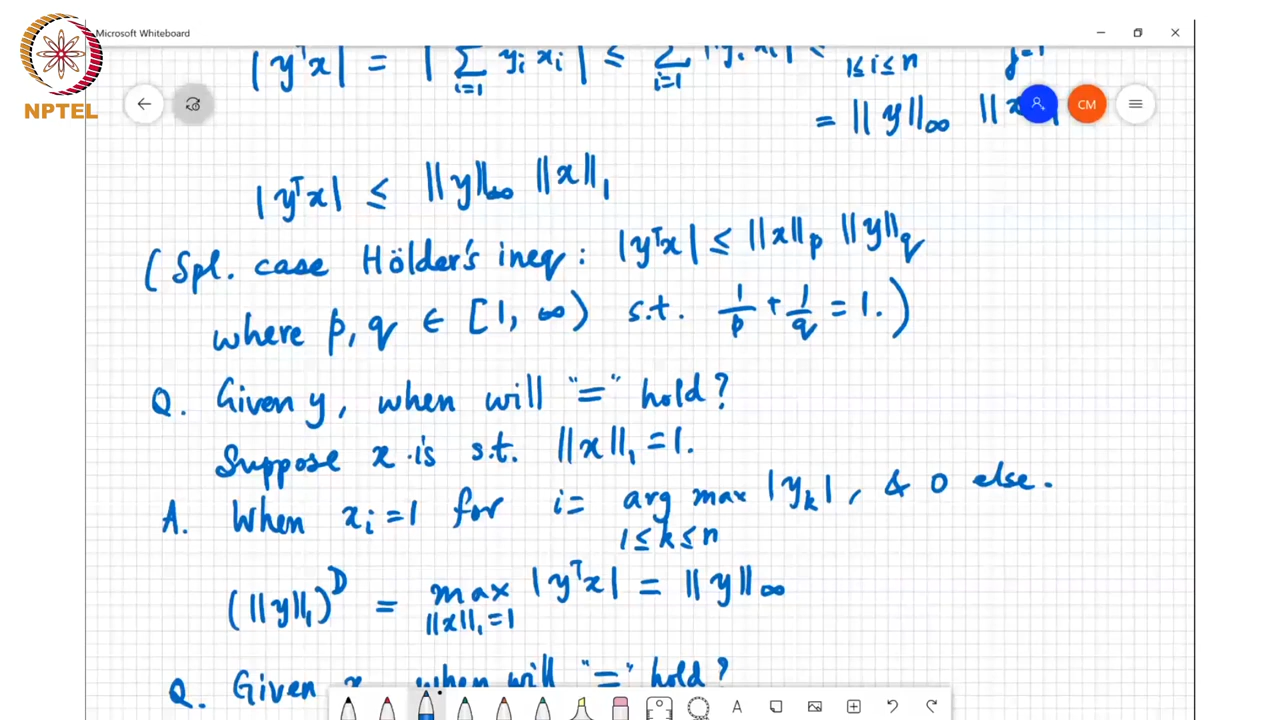 Microsoft Whiteboard
NPTEL
|yᵀx| = |∑ᵢ₌₁ yᵢ xᵢ| ≤ ∑ᵢ₌₁ 1≤i≤n j=1
= ||y||∞
CM
|yᵀx| ≤ ||y||∞ ||x||₁
(Spl. case Hölder's ineq: |yᵀx| ≤ ||x||p ||y||q
where p, q ∈ [1, ∞) s.t. 1/p + 1/q = 1.)
Q. Given y, when will "=" hold?
Suppose x is s.t. ||x||₁ = 1.
A. When xᵢ = 1 for i = arg max |yₖ|, & 0 else.
1≤k≤n
(||y||₁)ᴰ = max |yᵀx| = ||y||∞
||x||₁=1
Q. Given x, when will "=" hold?
A